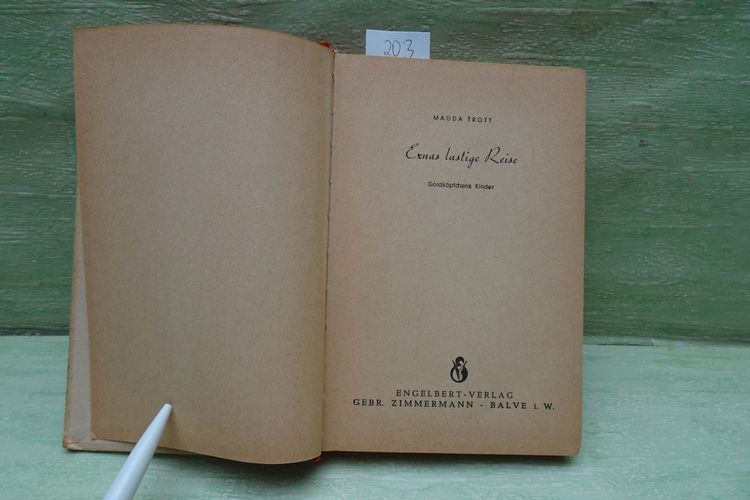 203
MAGDA TROTT
Ernas lustige Reise
Goldköpfchens Kinder
ENGELBERT-VERLAG
GEBR. ZIMMERMANN · BALVE i. W.